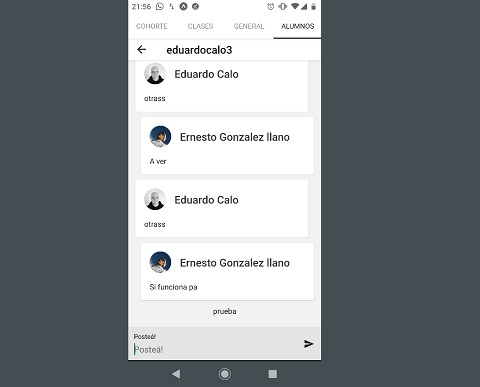 21:56
COHORTE CLASES GENERAL ALUMNOS
eduardocalo3
Eduardo Calo
otrass
Ernesto Gonzalez llano
A ver
Eduardo Calo
otrass
Ernesto Gonzalez llano
Si funciona pa
prueba
Posteá!
Posteá!